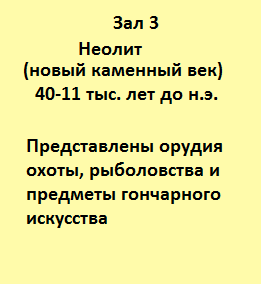 Зал 3
Неолит
(новый каменный век)
40-11 тыс. лет до н.э.
Представлены орудия
охоты, рыболовства и
предметы гончарного
искусства